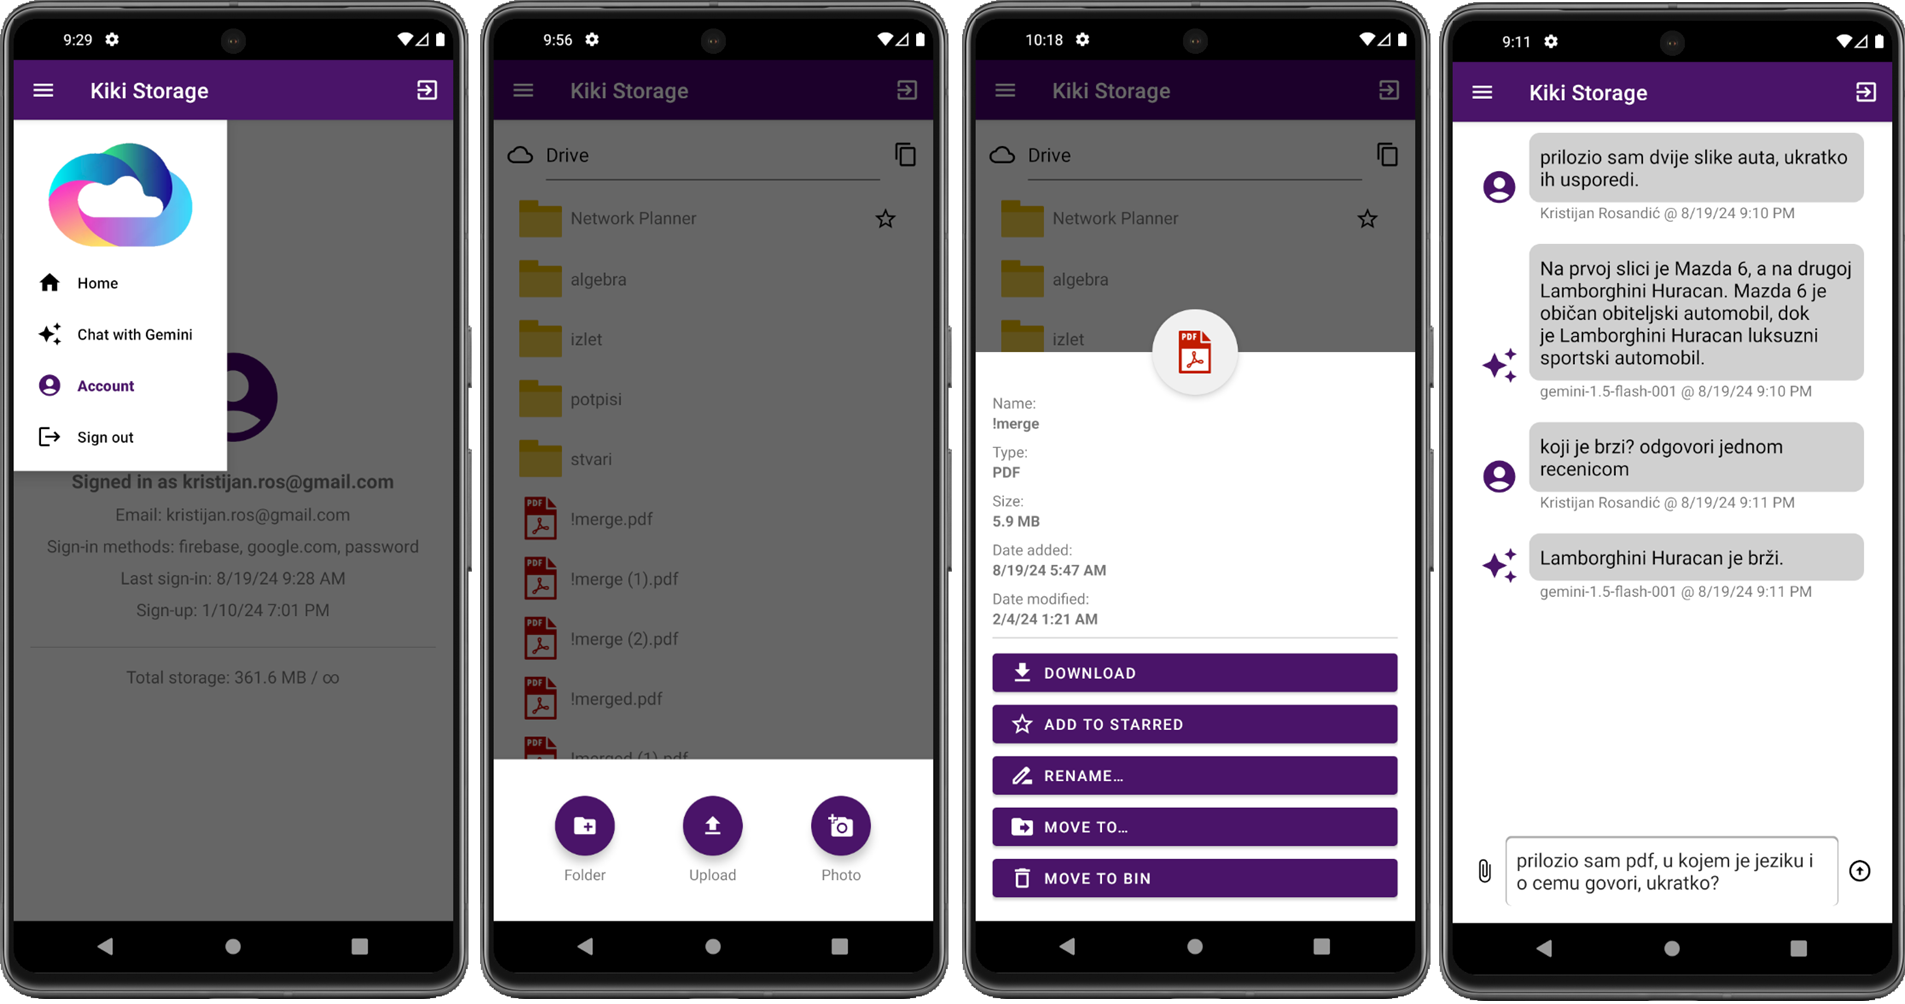 9:29
Kiki Storage
Home
Chat with Gemini
Account
Sign out
Signed in as kristijan.ros@gmail.com
Email: kristijan.ros@gmail.com
Sign-in methods: firebase, google.com, password
Last sign-in: 8/19/24 9:28 AM
Sign-up: 1/10/24 7:01 PM
Total storage: 361.6 MB / ∞
9:56
Kiki Storage
Drive
Network Planner
algebra
izlet
potpisi
stvari
PDF !merge.pdf
PDF !merge (1).pdf
PDF !merge (2).pdf
PDF !merged.pdf
PDF !merged (1).pdf
Folder
Upload
Photo
10:18
Kiki Storage
Drive
Network Planner
algebra
izlet
PDF
Name:
!merge
Type:
PDF
Size:
5.9 MB
Date added:
8/19/24 5:47 AM
Date modified:
2/4/24 1:21 AM
DOWNLOAD
ADD TO STARRED
RENAME…
MOVE TO…
MOVE TO BIN
9:11
Kiki Storage
prilozio sam dvije slike auta, ukratko
ih usporedi.
Kristijan Rosandić @ 8/19/24 9:10 PM
Na prvoj slici je Mazda 6, a na drugoj
Lamborghini Huracan. Mazda 6 je
običan obiteljski automobil, dok
je Lamborghini Huracan luksuzni
sportski automobil.
gemini-1.5-flash-001 @ 8/19/24 9:10 PM
koji je brzi? odgovori jednom
recenicom
Kristijan Rosandić @ 8/19/24 9:11 PM
Lamborghini Huracan je brži.
gemini-1.5-flash-001 @ 8/19/24 9:11 PM
prilozio sam pdf, u kojem je jeziku i
o cemu govori, ukratko?